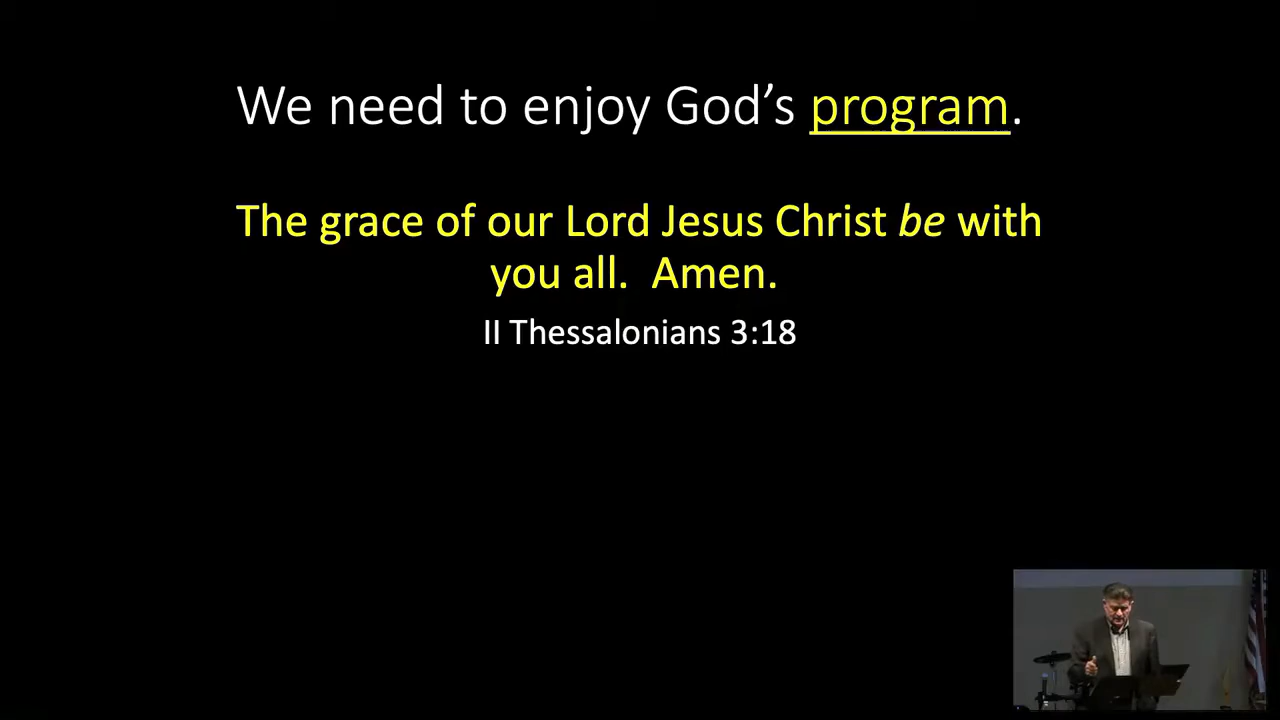 We need to enjoy God’s program.
The grace of our Lord Jesus Christ be with
you all.  Amen.
II Thessalonians 3:18